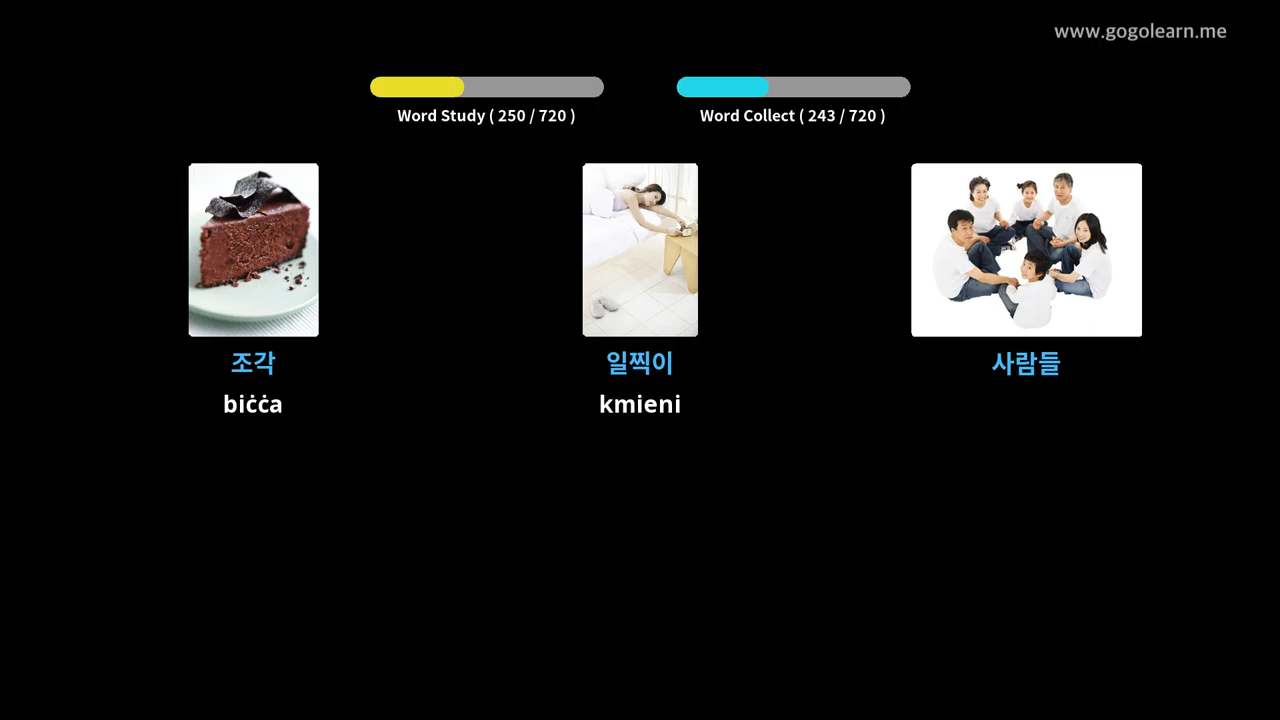 www.gogolearn.me
Word Study ( 250 / 720 )
Word Collect ( 243 / 720 )
조각
일찍이
사람들
biċċa
kmieni